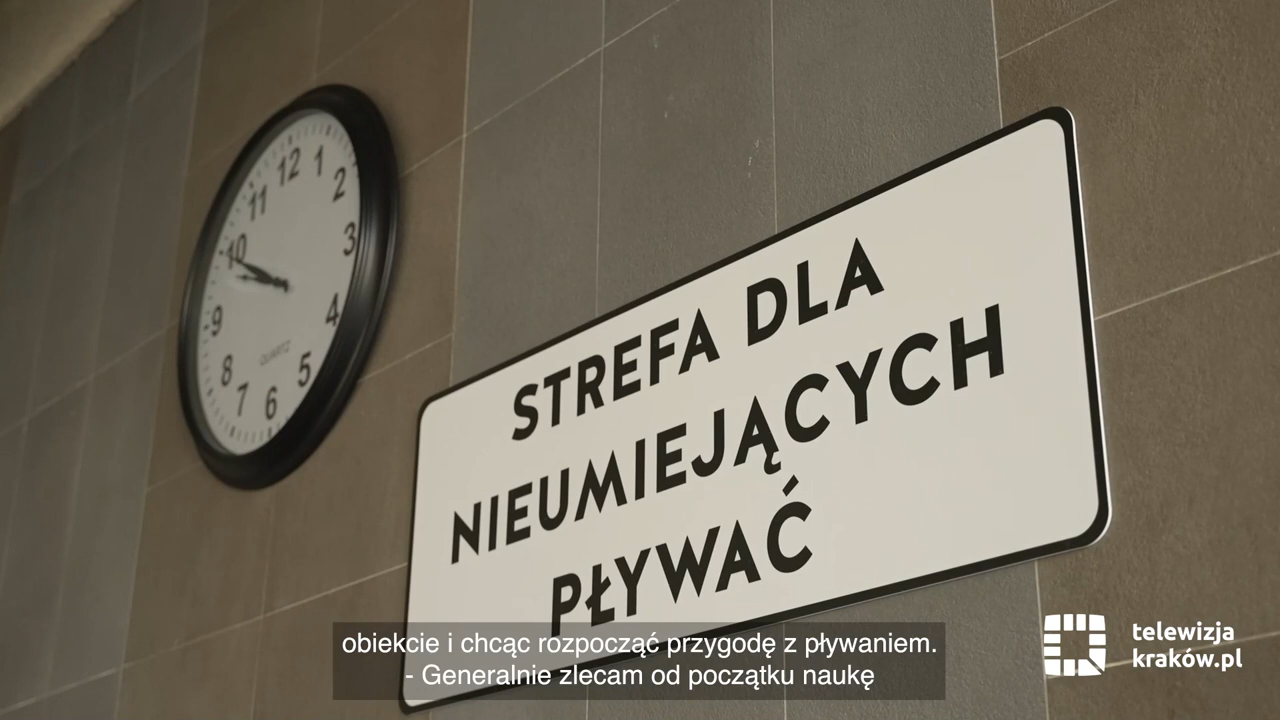 12
1
2
3
4
5
6
7
8
9
10
11
QUARTZ
STREFA DLA
NIEUMIEJĄCYCH
PŁYWAĆ
obiekcie i chcąc rozpocząć przygodę z pływaniem.
- Generalnie zlecam od początku naukę
telewizja
kraków.pl